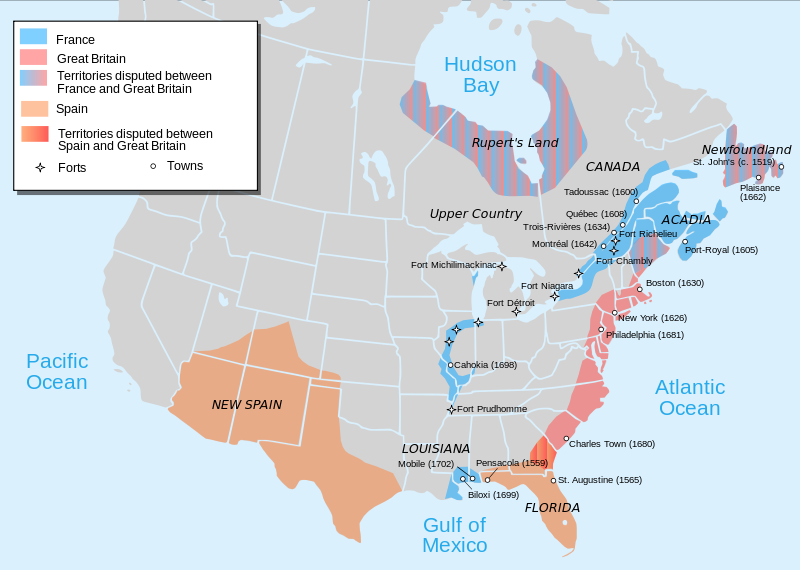 France
Great Britain
Territories disputed between
France and Great Britain
Spain
Territories disputed between
Spain and Great Britain
Forts
Towns
Hudson
Bay
Rupert's Land
Newfoundland
St. John's (c. 1519)
CANADA
Plaisance
(1662)
Tadoussac (1600)
Upper Country
Québec (1608)
ACADIA
Trois-Rivières (1634)
Fort Richelieu
Montréal (1642)
Port-Royal (1605)
Fort Chambly
Fort Michilimackinac
Fort Niagara
Boston (1630)
Fort Détroit
New York (1626)
Philadelphia (1681)
Pacific
Ocean
Cahokia (1698)
Atlantic
Ocean
NEW SPAIN
Fort Prudhomme
Charles Town (1680)
LOUISIANA
Mobile (1702)
Pensacola (1559)
St. Augustine (1565)
Biloxi (1699)
FLORIDA
Gulf of
Mexico